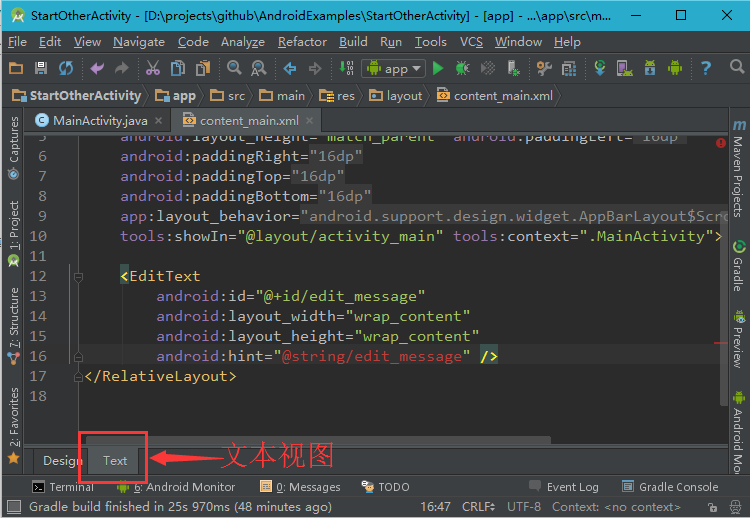 StartOtherActivity - [D:\projects\github\AndroidExamples\StartOtherActivity] - [app] - ...\app\src\m...
File Edit View Navigate Code Analyze Refactor Build Run Tools VCS Window Help
app
StartOtherActivity app src main res layout content_main.xml
MainActivity.java content_main.xml
5 android:layout_height="match_parent" android:paddingLeft="16dp"
6 android:paddingRight="16dp"
7 android:paddingTop="16dp"
8 android:paddingBottom="16dp"
9 app:layout_behavior="android.support.design.widget.AppBarLayout$Scro
10 tools:showIn="@layout/activity_main" tools:context=".MainActivity">
11
12 <EditText
13 android:id="@+id/edit_message"
14 android:layout_width="wrap_content"
15 android:layout_height="wrap_content"
16 android:hint="@string/edit_message" />
17 </RelativeLayout>
18
Captures
1: Project
7: Structure
2: Favorites
Maven Projects
Gradle
Preview
Android Mo
Design Text 文本视图
Terminal 6: Android Monitor 0: Messages TODO Event Log Gradle Console
Gradle build finished in 25s 970ms (48 minutes ago) 16:47 CRLF UTF-8 Context: <no context>